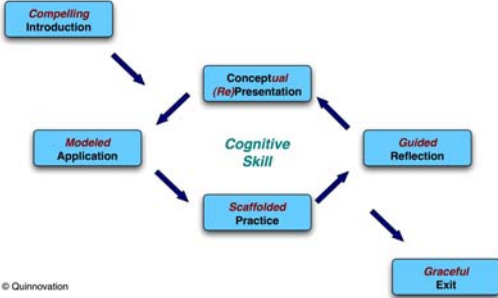 Compelling
Introduction
Conceptual
(Re)Presentation
Modeled
Application
Cognitive
Skill
Guided
Reflection
Scaffolded
Practice
Graceful
Exit
© Quinnovation